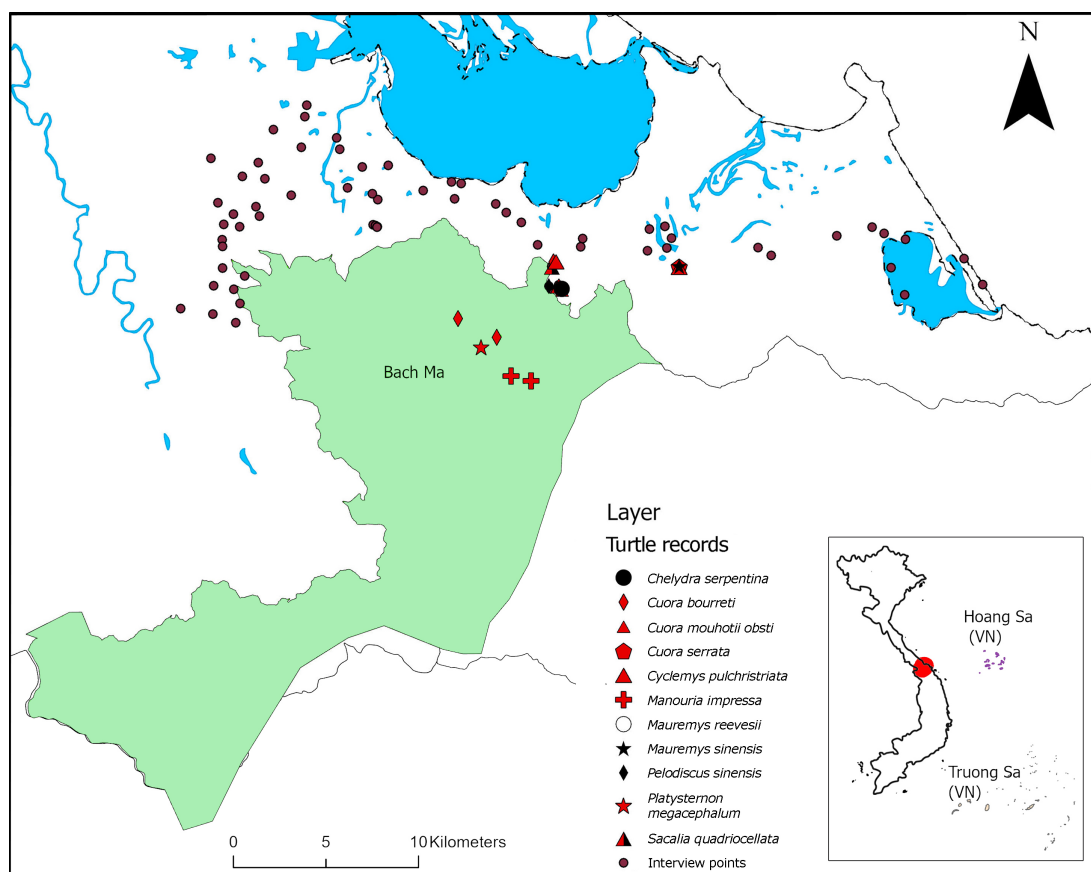 N
Bach Ma
Layer
Turtle records
Chelydra serpentina
Cuora bourreti
Cuora mouhotii obsti
Cuora serrata
Cyclemys pulchristriata
Manouria impressa
Mauremys reevesii
Mauremys sinensis
Pelodiscus sinensis
Platysternon
megacephalum
Sacalia quadriocellata
Interview points
0 5 10 Kilometers
Hoang Sa
(VN)
Truong Sa
(VN)